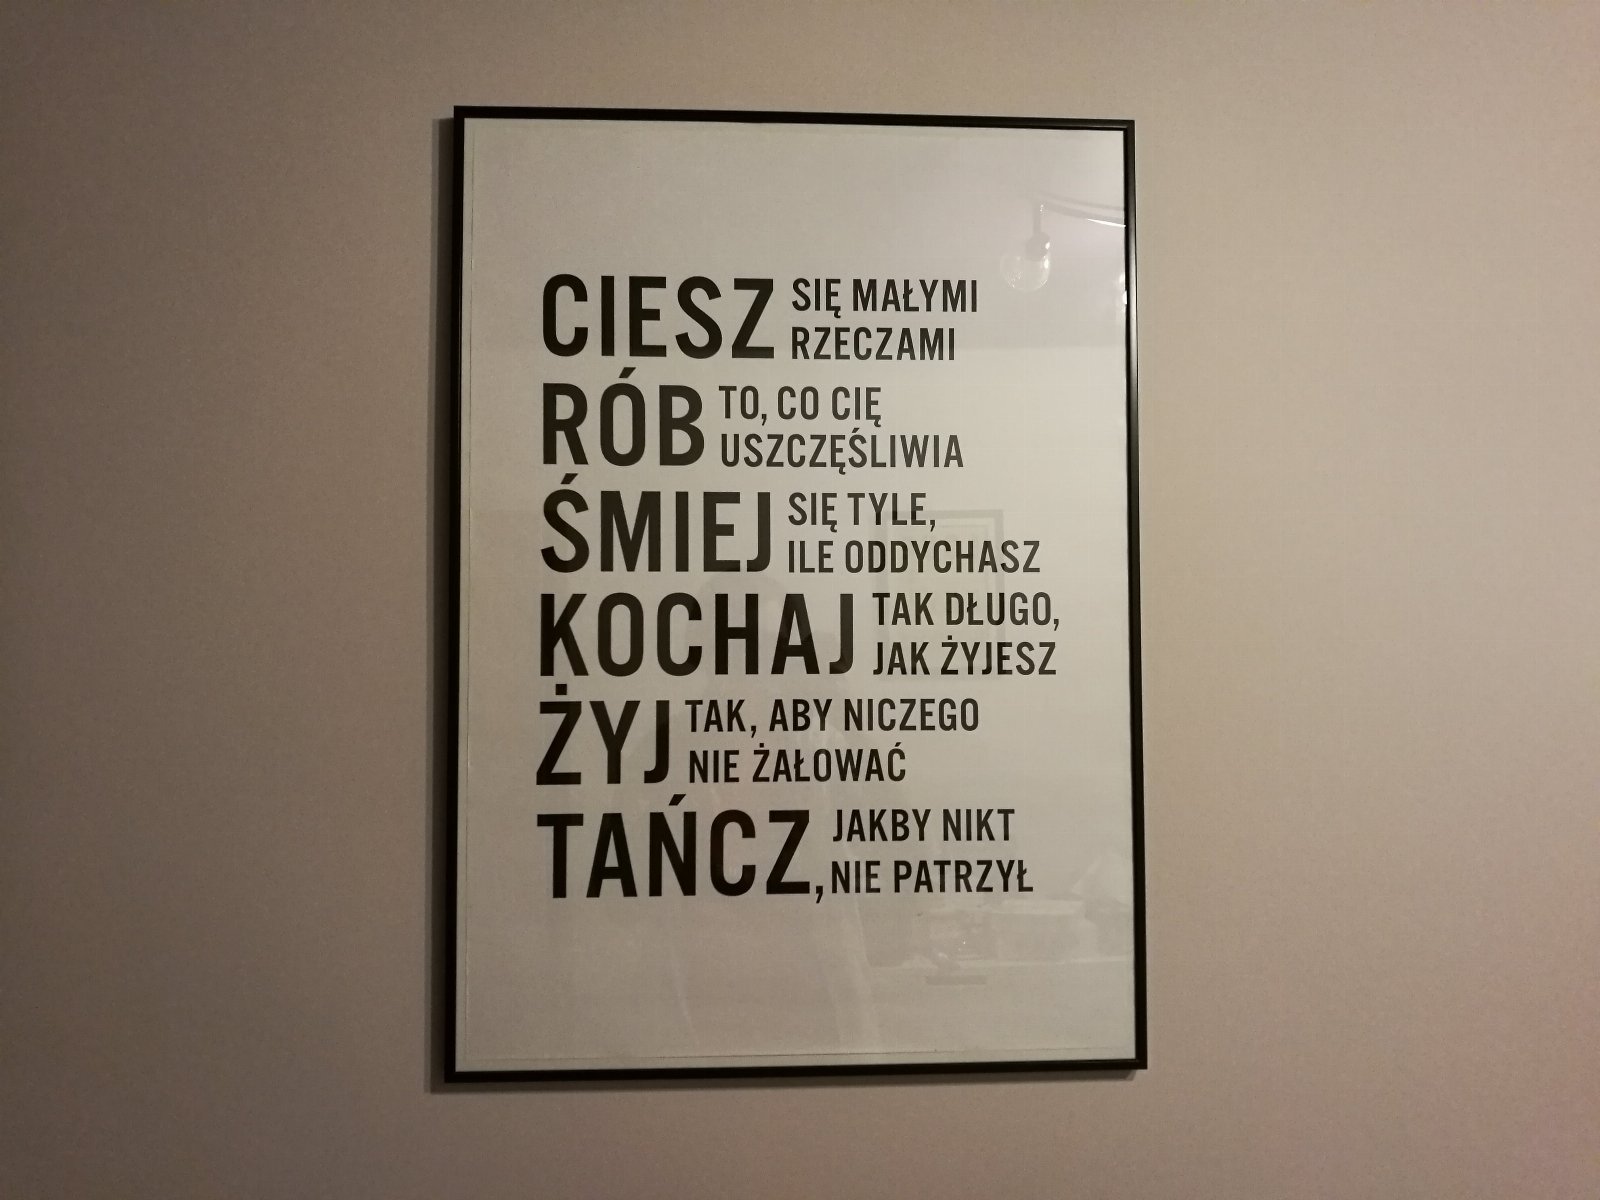 CIESZ SIĘ MAŁYMI
RZECZAMI
RÓB TO, CO CIĘ
USZCZĘŚLIWIA
ŚMIEJ SIĘ TYLE,
ILE ODDYCHASZ
KOCHAJ TAK DŁUGO,
JAK ŻYJESZ
ŻYJ TAK, ABY NICZEGO
NIE ŻAŁOWAĆ
TAŃCZ, JAKBY NIKT
NIE PATRZYŁ